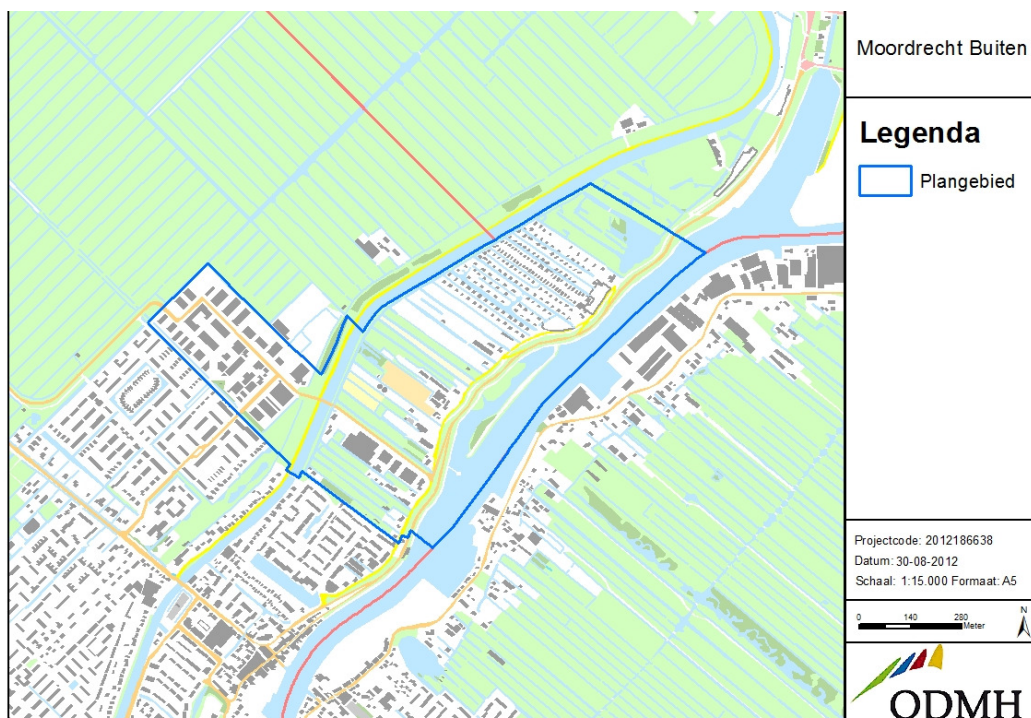 Moordrecht Buiten
Legenda
Plangebied
Projectcode: 2012186638
Datum: 30-08-2012
Schaal: 1:15.000 Formaat: A5
0 140 280
Meter
N
ODMH